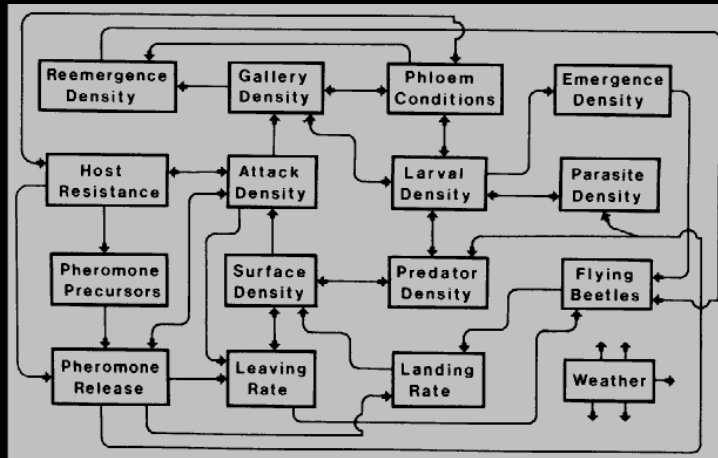 Reemergence
Density
Gallery
Density
Phloem
Conditions
Emergence
Density
Host
Resistance
Attack
Density
Larval
Density
Parasite
Density
Pheromone
Precursors
Surface
Density
Predator
Density
Flying
Beetles
Pheromone
Release
Leaving
Rate
Landing
Rate
Weather